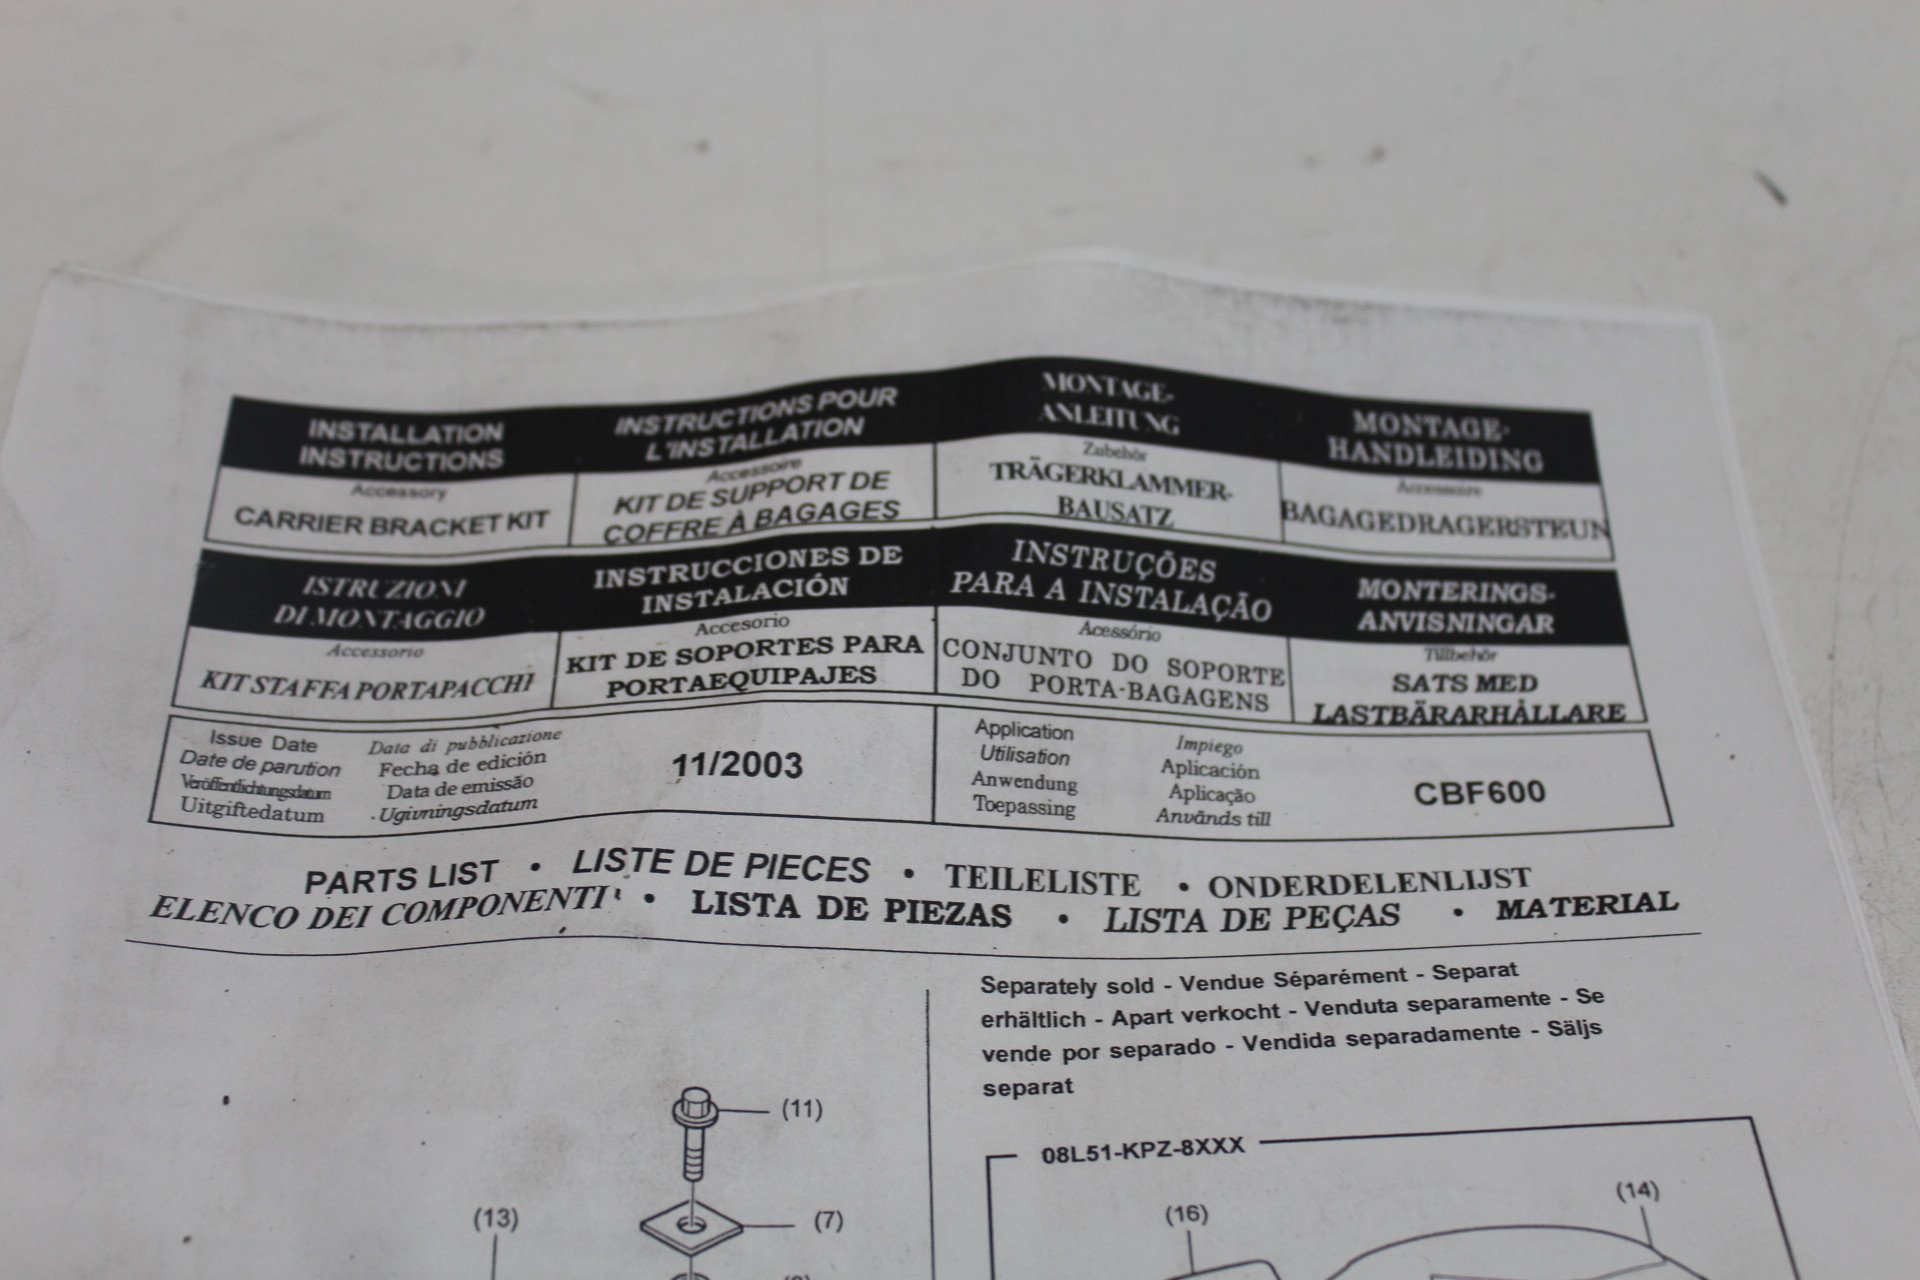 INSTALLATION
INSTRUCTIONS
Accessory
CARRIER BRACKET KIT
INSTRUCTIONS POUR
L'INSTALLATION
Accessoire
KIT DE SUPPORT DE
COFFRE À BAGAGES
MONTAGE-
ANLEITUNG
Zubehör
TRÄGERKLAMMER-
BAUSATZ
MONTAGE-
HANDLEIDING
Accessoire
BAGAGEDRAGERSTEUN
ISTRUZIONI
DI MONTAGGIO
Accessorio
KIT STAFFA PORTAPACCHI
INSTRUCCIONES DE
INSTALACIÓN
Accesorio
KIT DE SOPORTES PARA
PORTAEQUIPAJES
INSTRUÇÕES
PARA A INSTALAÇÃO
Acessório
CONJUNTO DO SOPORTE
DO PORTA-BAGAGENS
MONTERINGS-
ANVISNINGAR
Tillbehör
SATS MED
LASTBÄRARHÅLLARE
Issue Date
Date de parution
Veröffentlichtungsdatum
Uitgiftedatum
Data di pubblicazione
Fecha de edición
Data de emissão
Ugivningsdatum
11/2003
Application
Utilisation
Anwendung
Toepassing
Impiego
Aplicación
Aplicação
Används till
CBF600
PARTS LIST • LISTE DE PIECES • TEILELISTE • ONDERDELENLIJST
ELENCO DEI COMPONENTI • LISTA DE PIEZAS • LISTA DE PEÇAS • MATERIAL
Separately sold - Vendue Séparément - Separat
erhältlich - Apart verkocht - Venduta separamente - Se
vende por separado - Vendida separadamente - Säljs
separat
(11)
(13)
(7)
08L51-KPZ-8XXX
(14)
(16)